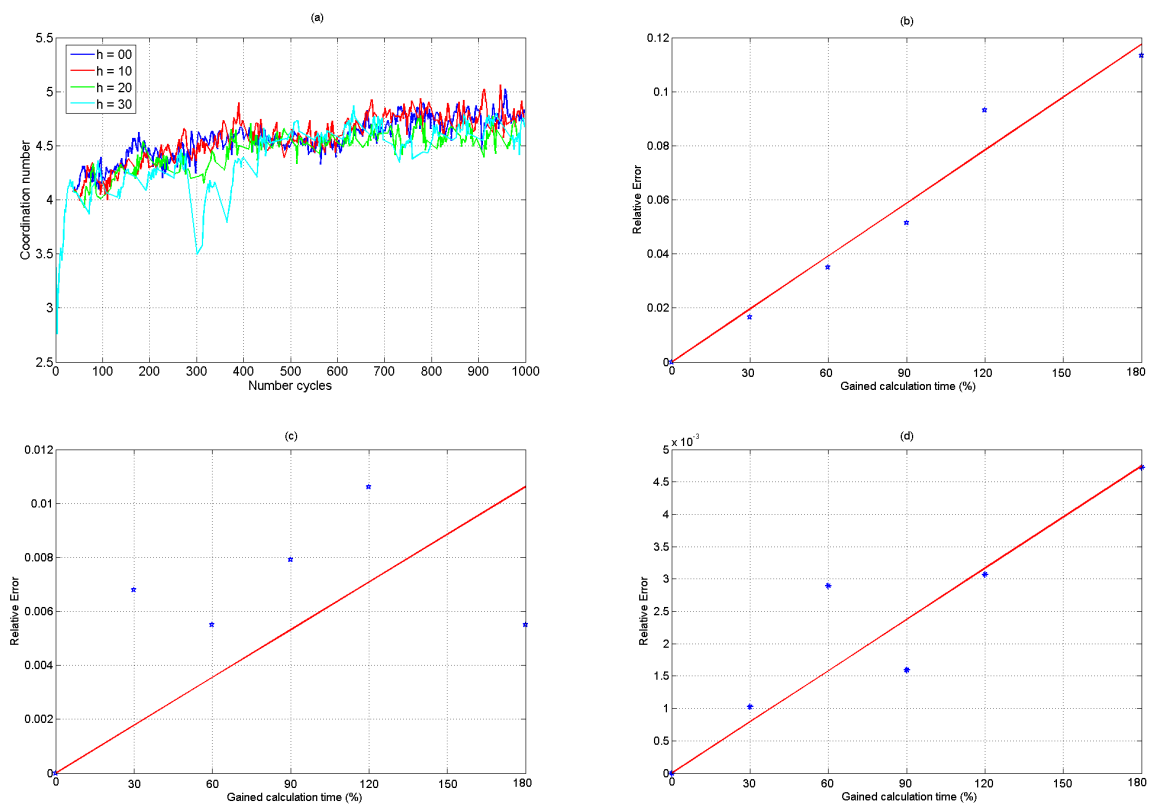 (a)
5.5
5
4.5
4
3.5
3
2.5
Coordination number
h = 00
h = 10
h = 20
h = 30
0 100 200 300 400 500 600 700 800 900 1000
Number cycles
(b)
0.12
0.1
0.08
0.06
0.04
0.02
0
Relative Error
0 30 60 90 120 150 180
Gained calculation time (%)
(c)
0.012
0.01
0.008
0.006
0.004
0.002
0
Relative Error
0 30 60 90 120 150 180
Gained calculation time (%)
(d)
x 10^-3
5
4.5
4
3.5
3
2.5
2
1.5
1
0.5
0
Relative Error
0 30 60 90 120 150 180
Gained calculation time (%)